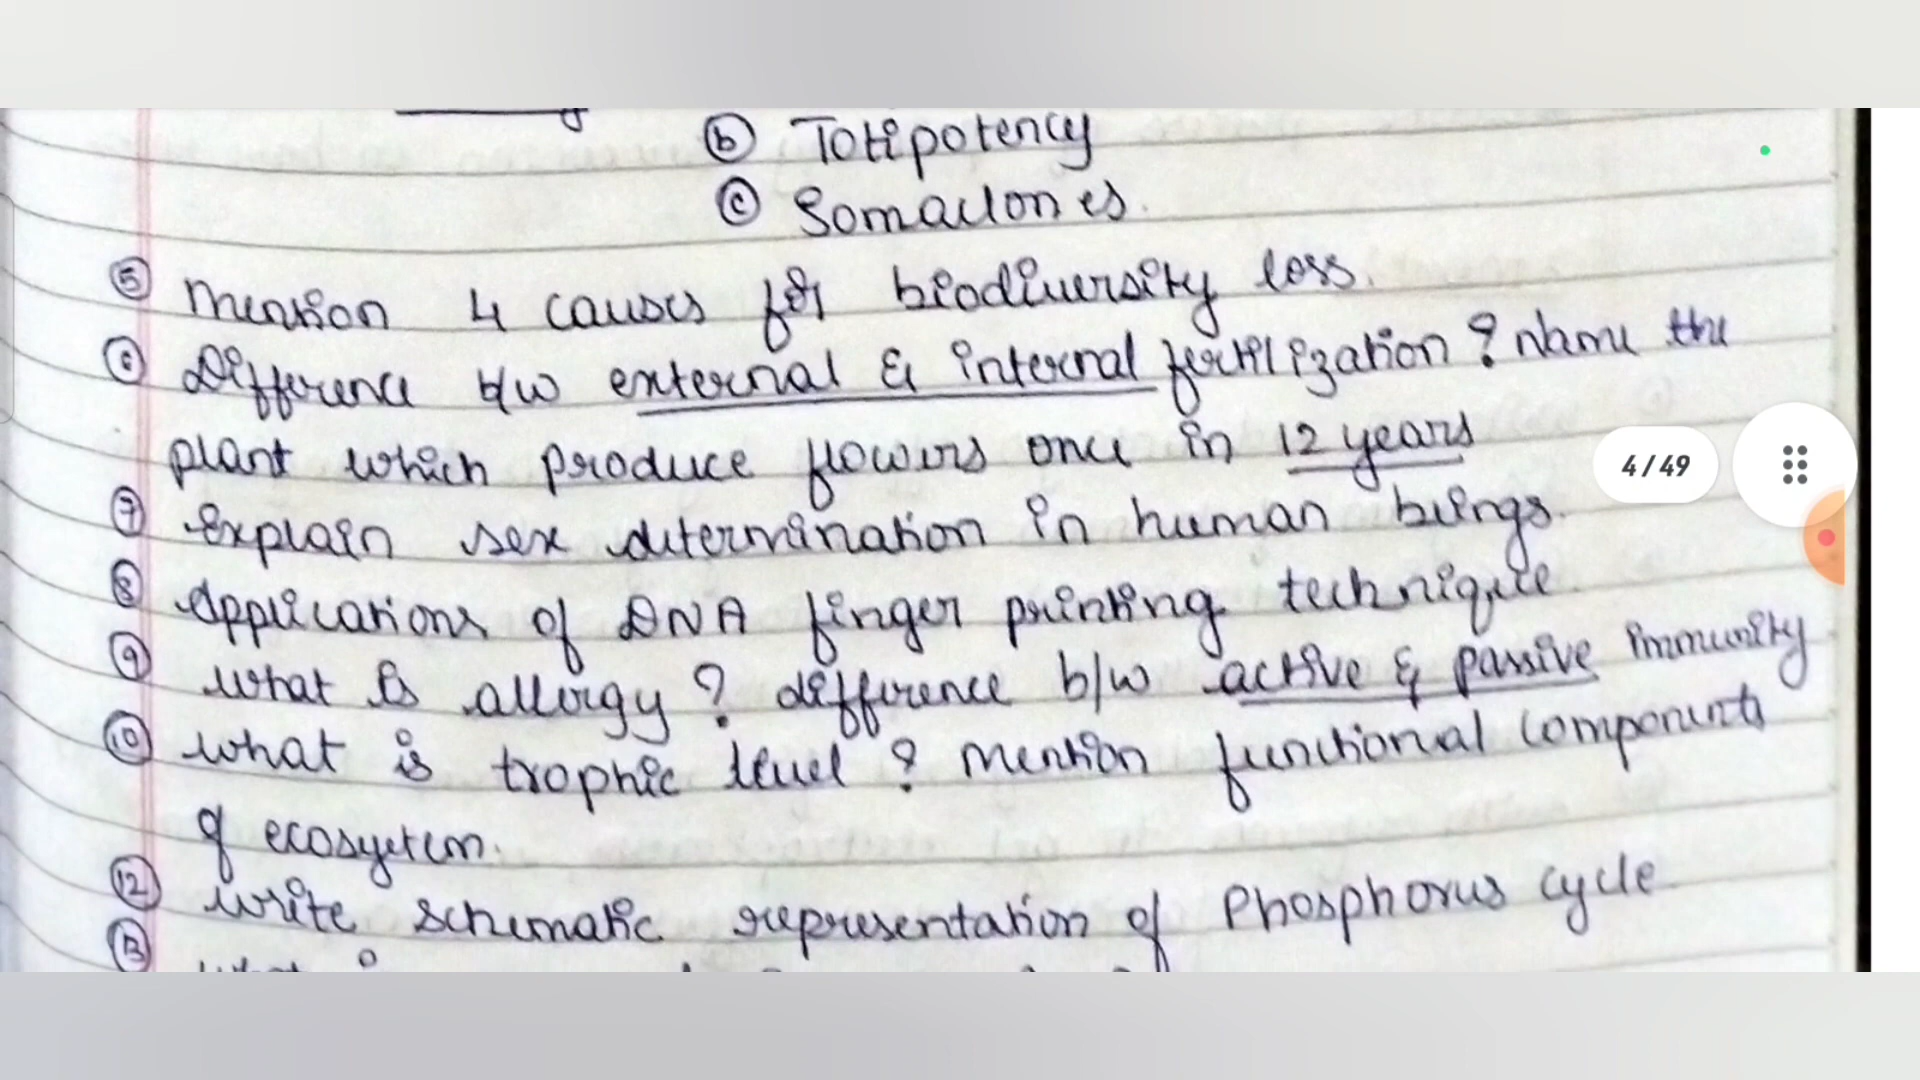 b Totipotency
c Somaclones.
5 Mention 4 causes for biodiversity loss.
6 Difference b/w external & internal fertilization ? Name the
plant which produce flowers once in 12 years
4/49
7 Explain sex determination in human beings.
8 Applications of DNA finger printing technique.
9 What is allergy ? difference b/w active & passive immunity
10 What is trophic level ? Mention functional components
of ecosystem.
12 Write schematic representation of Phosphorus cycle
13